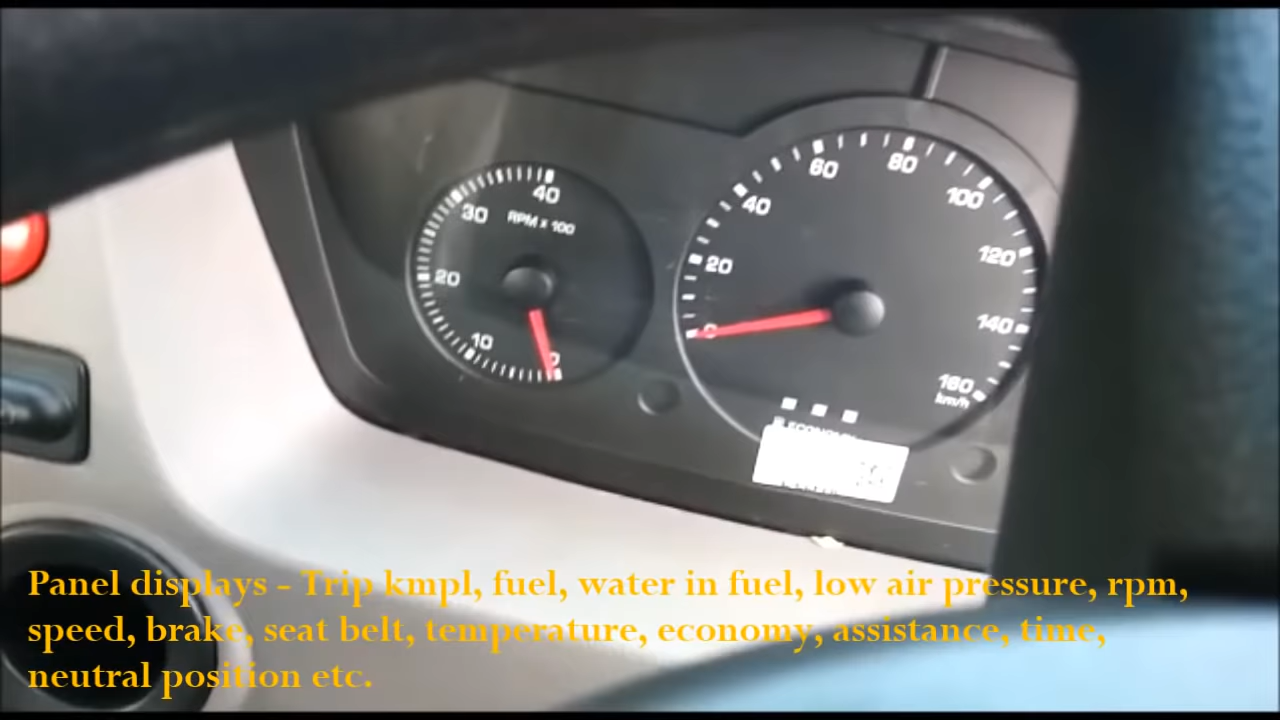 40
30
RPM x 100
20
10
0
60
80
40
100
20
120
0
140
160
km/h
ECONOMY
Panel displays - Trip kmpl, fuel, water in fuel, low air pressure, rpm,
speed, brake, seat belt, temperature, economy, assistance, time,
neutral position etc.